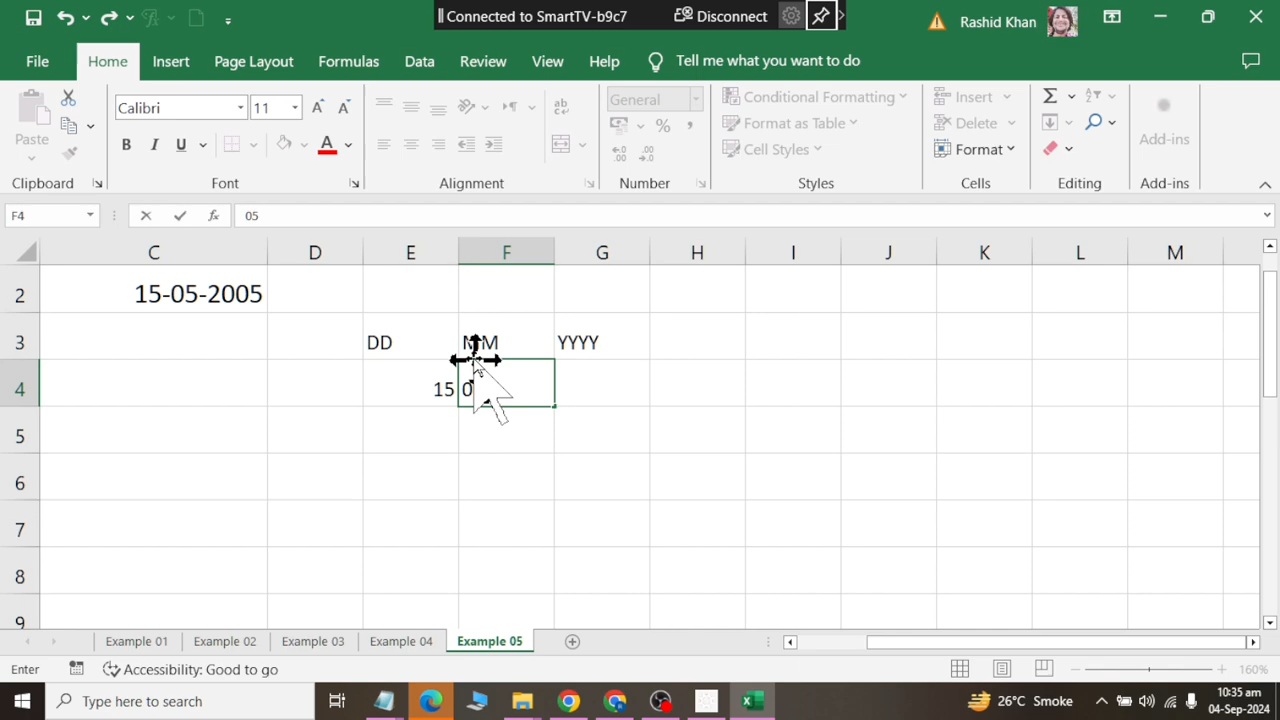 Connected to SmartTV-b9c7 Disconnect
Rashid Khan
File Home Insert Page Layout Formulas Data Review View Help Tell me what you want to do
Paste
Calibri 11
B I U A
General
% ,
Conditional Formatting
Format as Table
Cell Styles
Insert
Delete
Format
Add-ins
Clipboard Font Alignment Number Styles Cells Editing Add-ins
F4 fx 05
C D E F G H I J K L M
2 15-05-2005
3 DD MM YYYY
4 15 0
5
6
7
8
9
Example 01 Example 02 Example 03 Example 04 Example 05
Enter Accessibility: Good to go 160%
Type here to search 26°C Smoke 10:35 am
04-Sep-2024